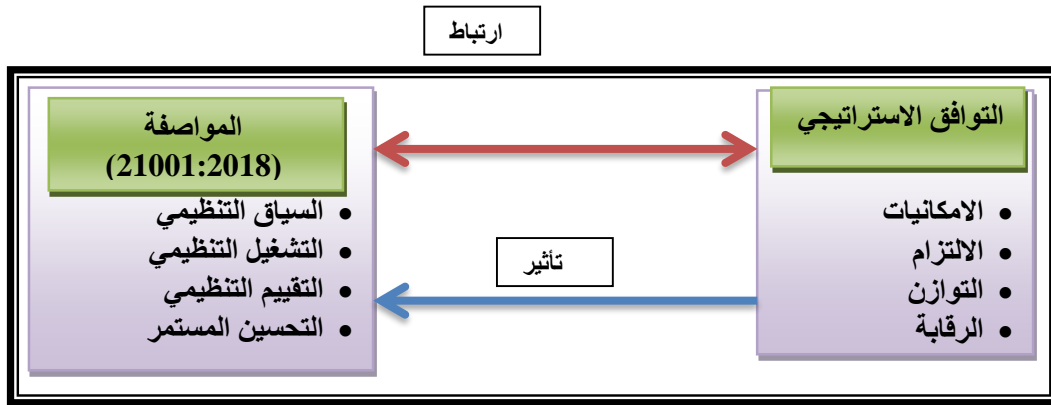 ارتباط
التوافق الاستراتيجي
• الامكانيات
• الالتزام
• التوازن
• الرقابة
تأثير
المواصفة
(21001:2018)
• السياق التنظيمي
• التشغيل التنظيمي
• التقييم التنظيمي
• التحسين المستمر